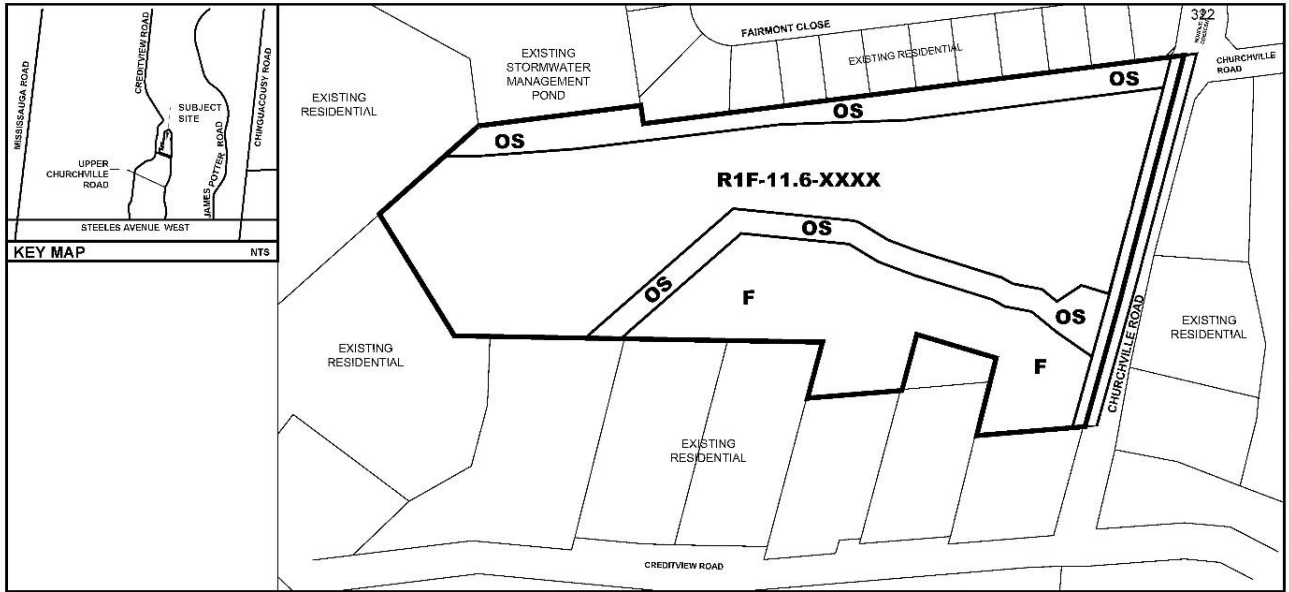 MISSISSAUGA ROAD
CREDITVIEW ROAD
SUBJECT
SITE
UPPER
CHURCHVILLE
ROAD
JAMES POTTER ROAD
CHINGUACOUSY ROAD
STEELES AVENUE WEST
KEY MAP
NTS
322
FAIRMONT CLOSE
EXISTING RESIDENTIAL
CHURCHVILLE
ROAD
EXISTING
STORMWATER
MANAGEMENT
POND
EXISTING
RESIDENTIAL
OS
OS
OS
R1F-11.6-XXXX
OS
OS
OS
F
F
CHURCHVILLE ROAD
EXISTING
RESIDENTIAL
EXISTING
RESIDENTIAL
EXISTING
RESIDENTIAL
CREDITVIEW ROAD